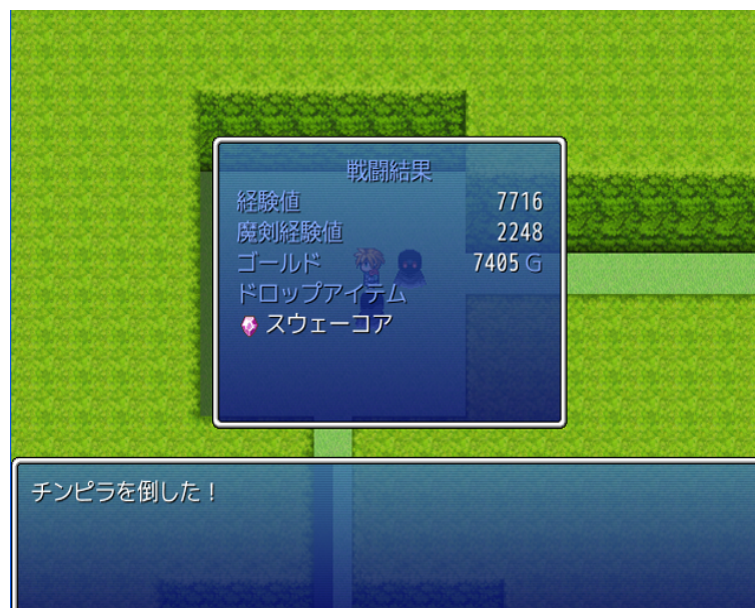 戦闘結果
経験値 7716
魔剣経験値 2248
ゴールド 7405 G
ドロップアイテム
スウェーコア
チンピラを倒した！